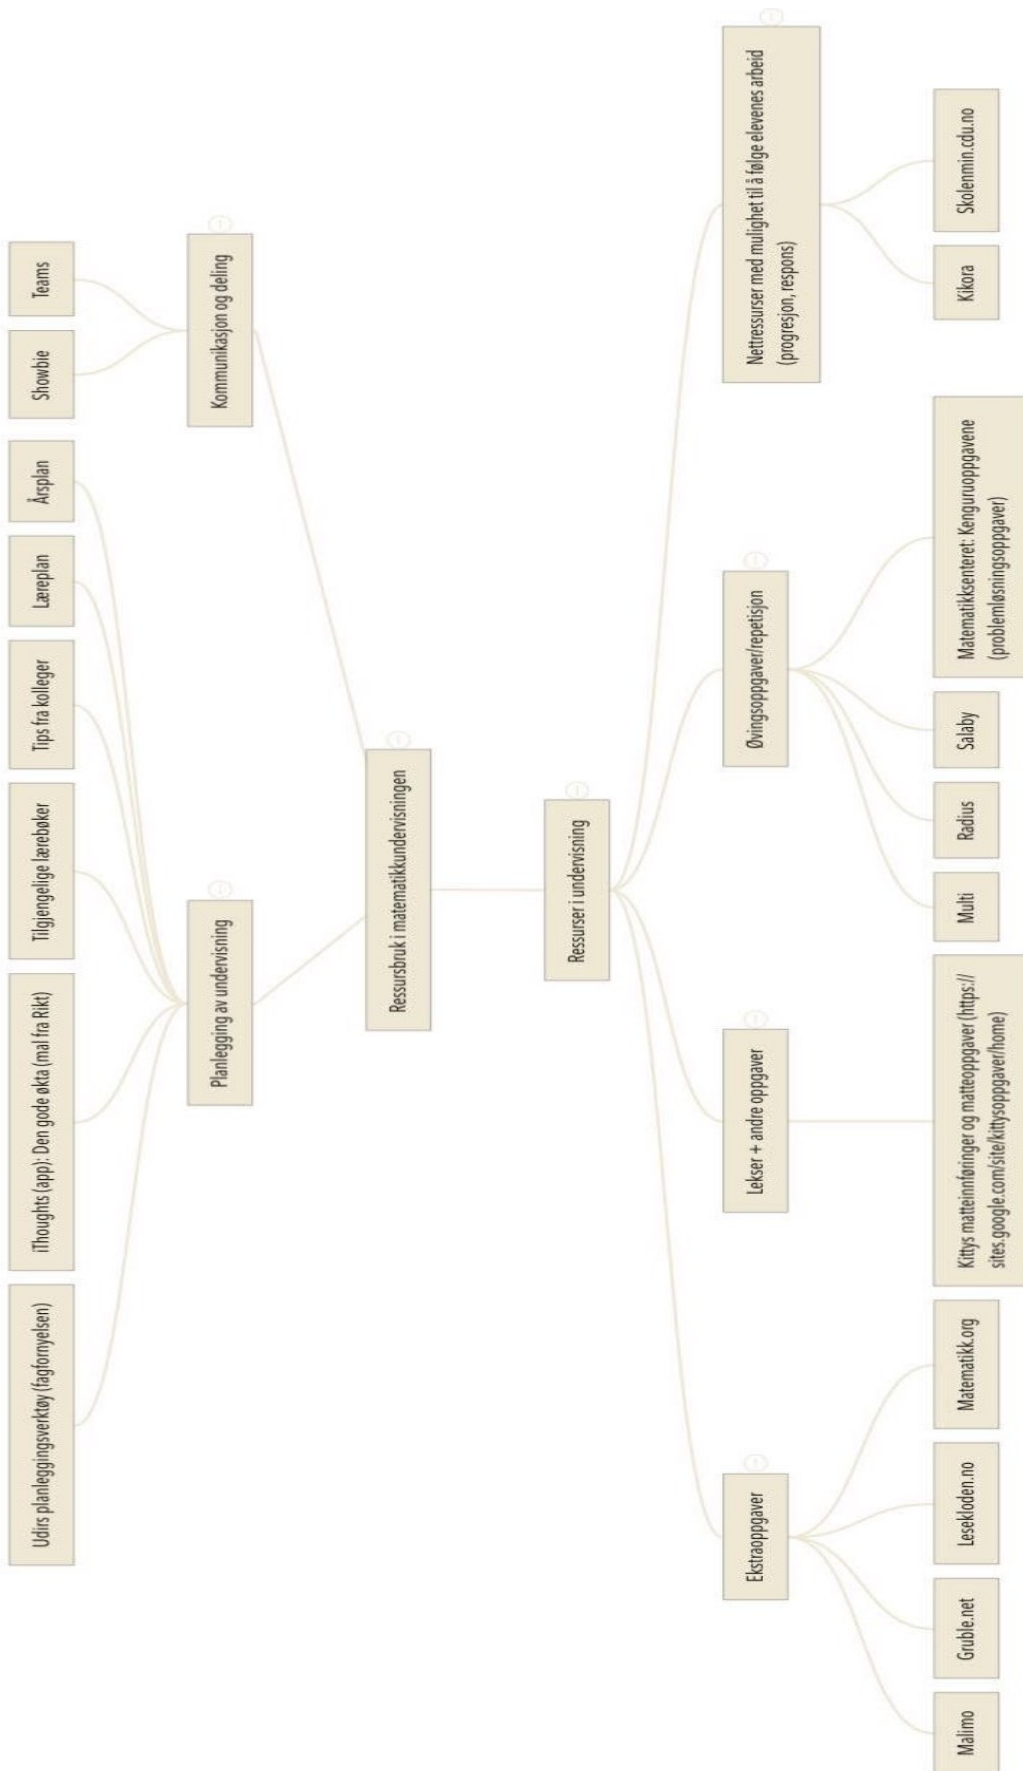 Udirs planleggingsverktøy (fagfornyelsen)
iThoughts (app): Den gode økta (mal fra Rikt)
Tilgjengelige lærebøker
Tips fra kolleger
Læreplan
Årsplan
Showbie
Teams
Planlegging av undervisning
Kommunikasjon og deling
Ressursbruk i matematikkundervisningen
Ressurser i undervisning
Ekstraoppgaver
Lekser + andre oppgaver
Øvingsoppgaver/repetisjon
Nettressurser med mulighet til å følge elevenes arbeid
(progresjon, respons)
Malimo
Gruble.net
Lesekloden.no
Matematikk.org
Kittys matteinnføringer og matteoppgaver (https://
sites.google.com/site/kittysoppgaver/home)
Multi
Radius
Salaby
Matematikksenteret: Kenguruoppgavene
(problemløsningsoppgaver)
Kikora
Skolenmin.cdu.no